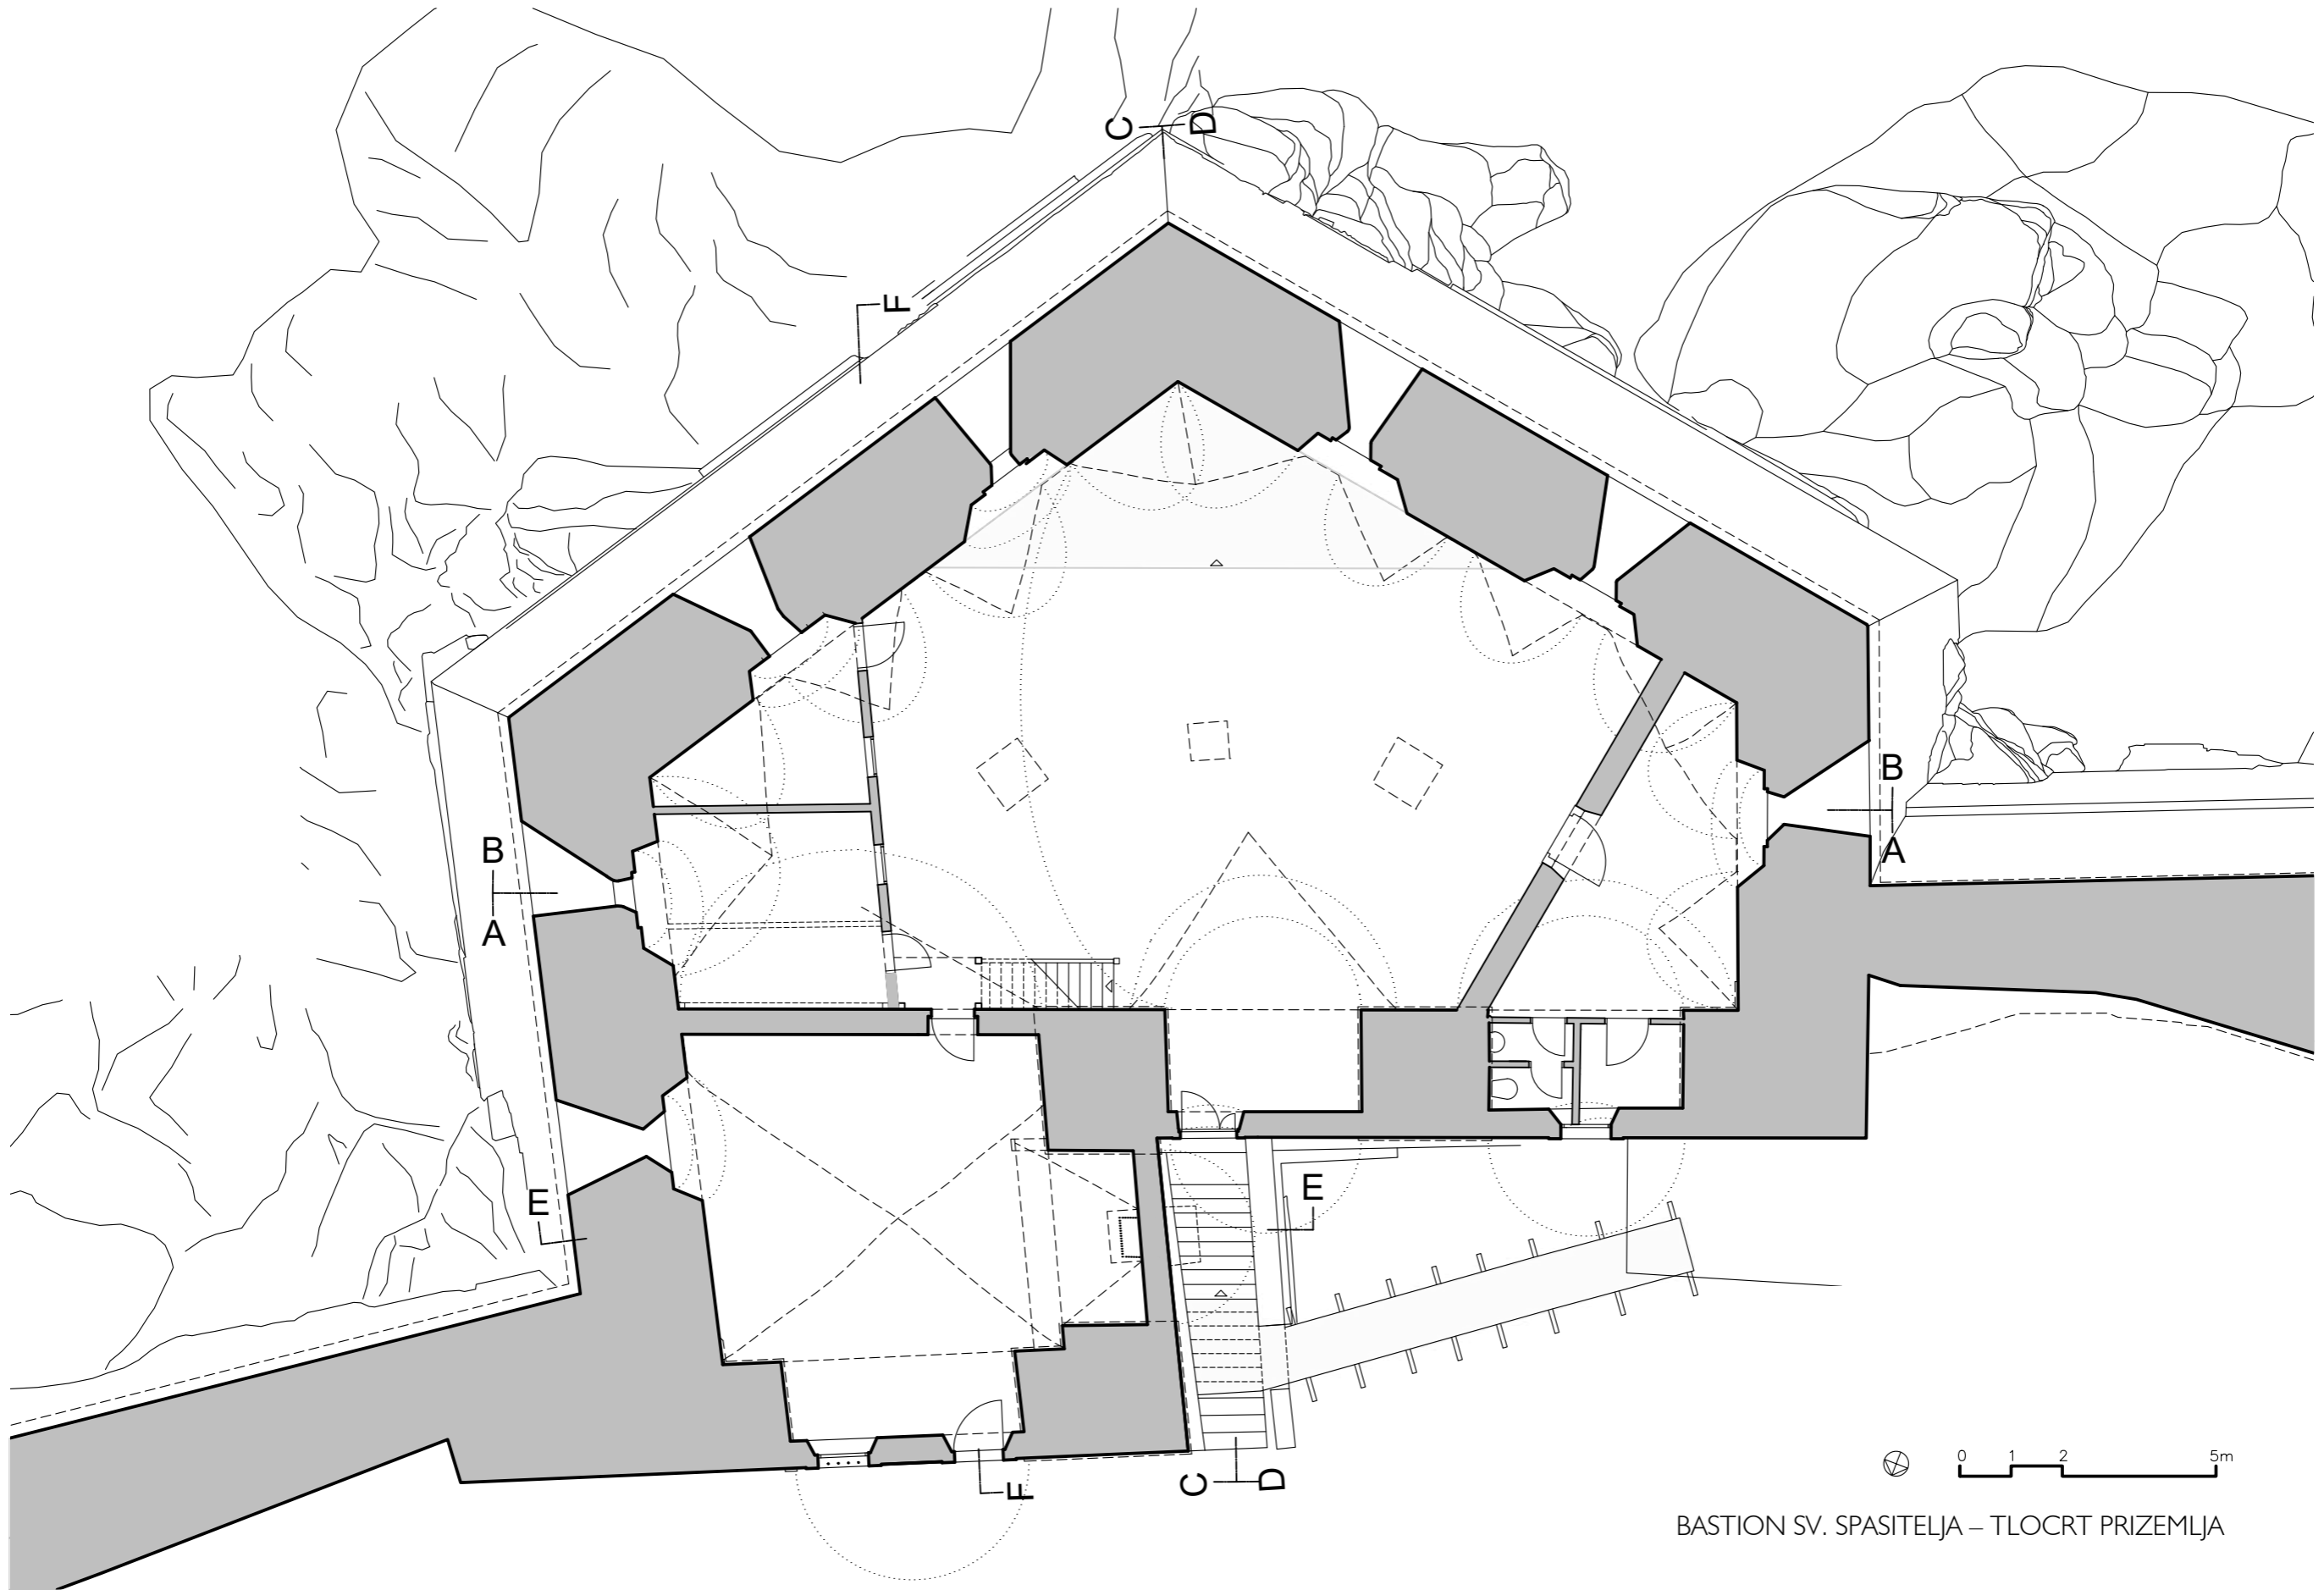 C D
F
B
A
B
A
E
E
F
C D
0 1 2 5m
BASTION SV. SPASITELJA – TLOCRT PRIZEMLJA